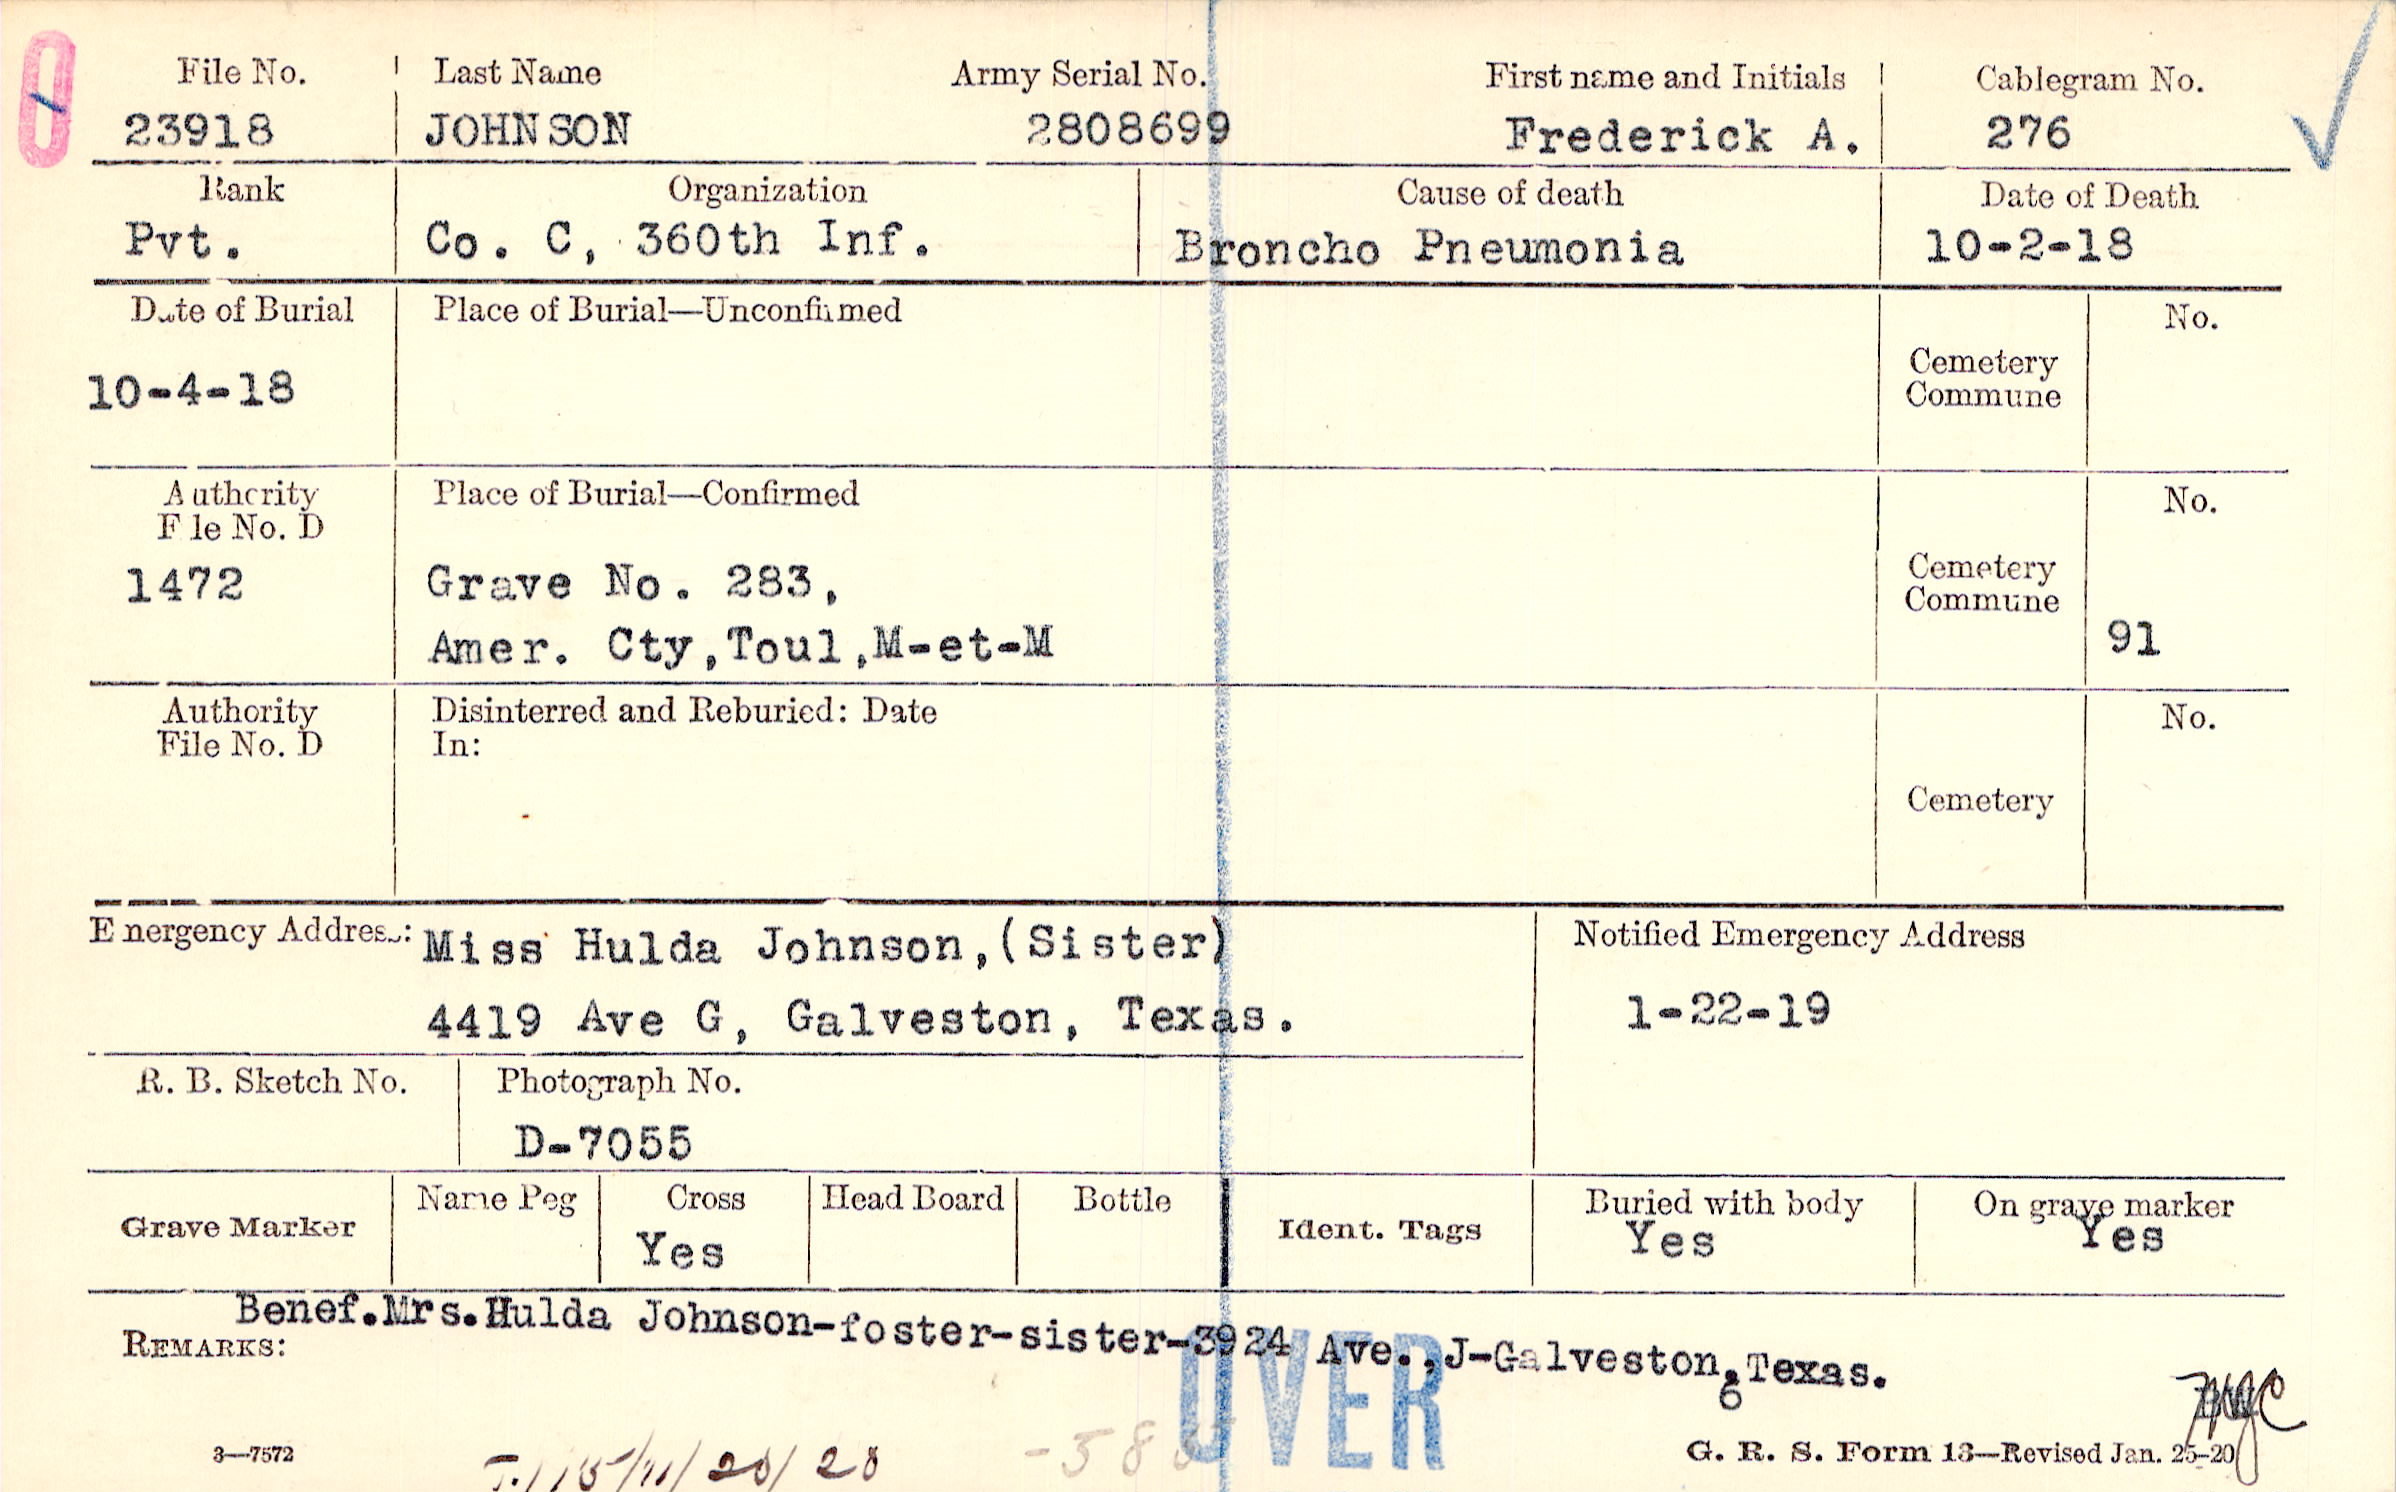 File No. Last Name Army Serial No. First name and Initials Cablegram No.
23918 JOHNSON 2808699 Frederick A. 276
Rank Organization Cause of death Date of Death
Pvt. Co. C, 360th Inf. Broncho Pneumonia 10-2-18
Date of Burial Place of Burial—Unconfirmed No.
Cemetery
Commune
10-4-18
Authority Place of Burial—Confirmed No.
File No. D
1472 Grave No. 283, Cemetery
Commune
Amer. Cty,Toul,M-et-M 91
Authority Disinterred and Reburied: Date No.
File No. D In:
Cemetery
Emergency Address: Miss Hulda Johnson,(Sister) Notified Emergency Address
4419 Ave G, Galveston, Texas. 1-22-19
R. B. Sketch No. Photograph No.
D-7055
Grave Marker Name Peg Cross Head Board Bottle Ident. Tags Buried with body On grave marker
Yes Yes Yes
Benef.Mrs.Hulda Johnson-foster-sister-3924 Ave.,J-Galveston,Texas.
REMARKS:
OVER
3—7572 G. R. S. Form 13—Revised Jan. 25-20